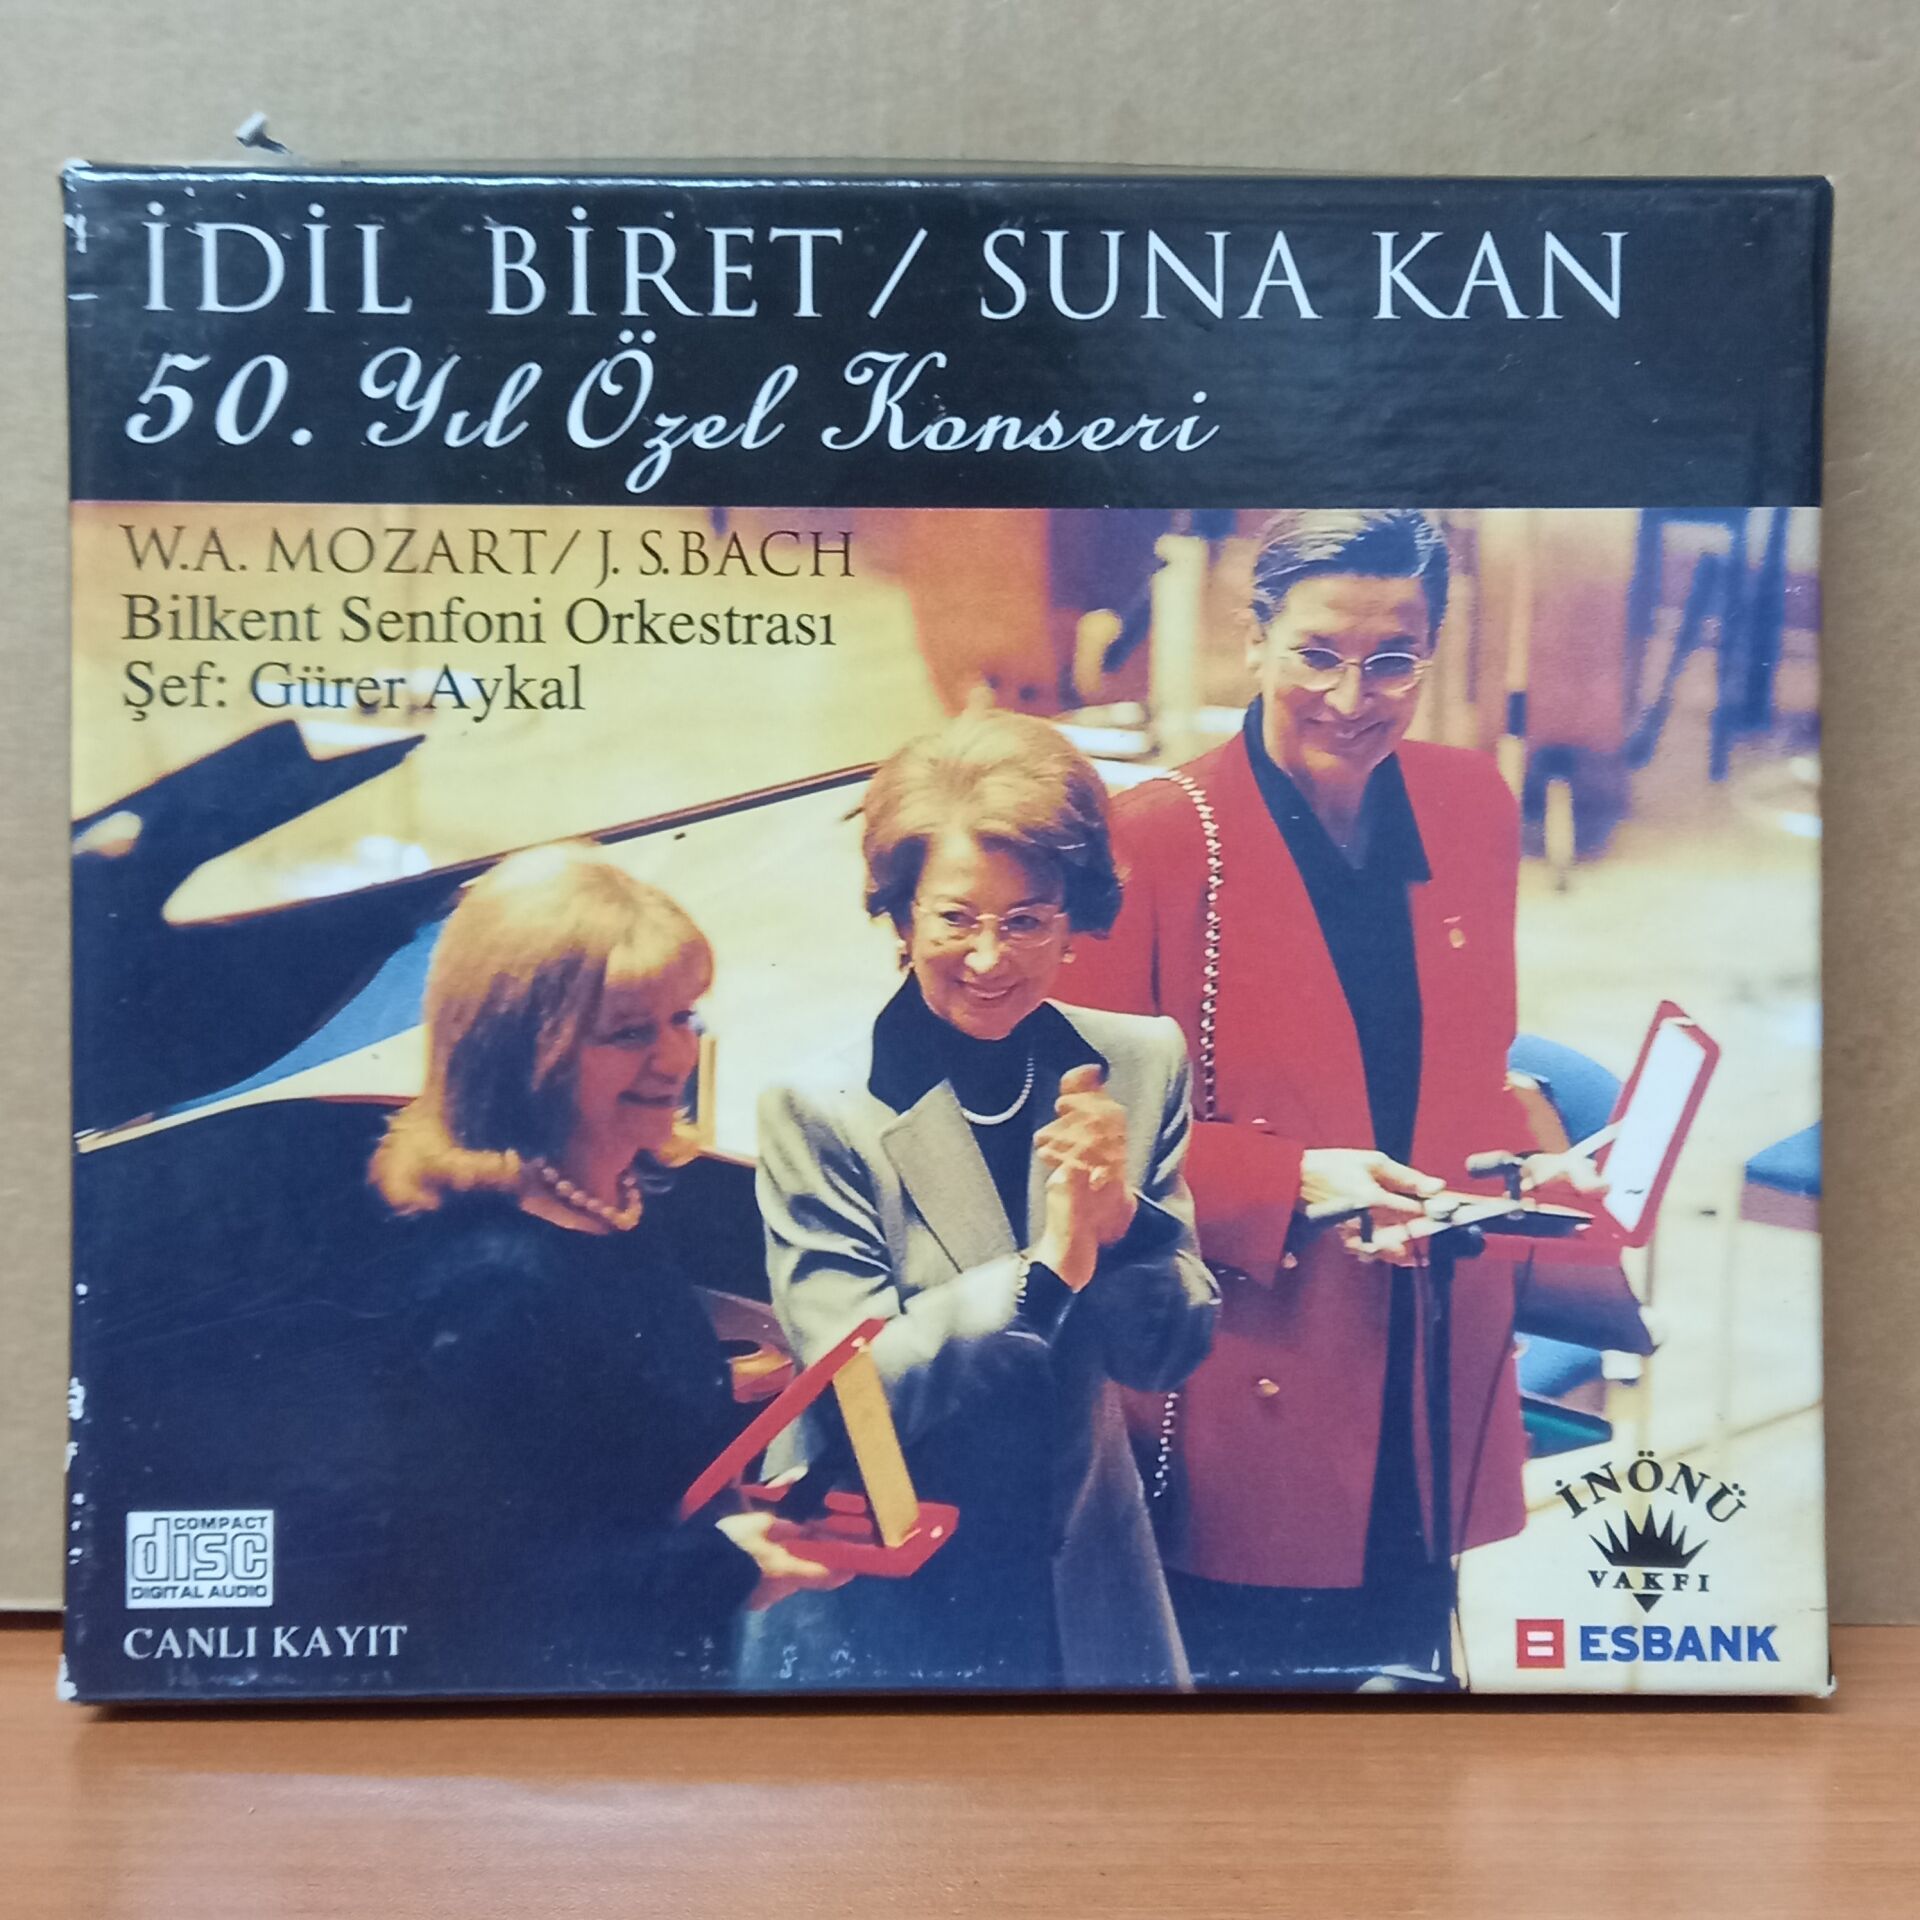 İDİL BİRET / SUNA KAN
50. Yıl Özel Konseri
W.A. MOZART/ J. S. BACH
Bilkent Senfoni Orkestrası
Şef: Gürer Aykal
COMPACT
disc
DIGITAL AUDIO
CANLI KAYIT
İNÖNÜ
VAKFI
ESBANK